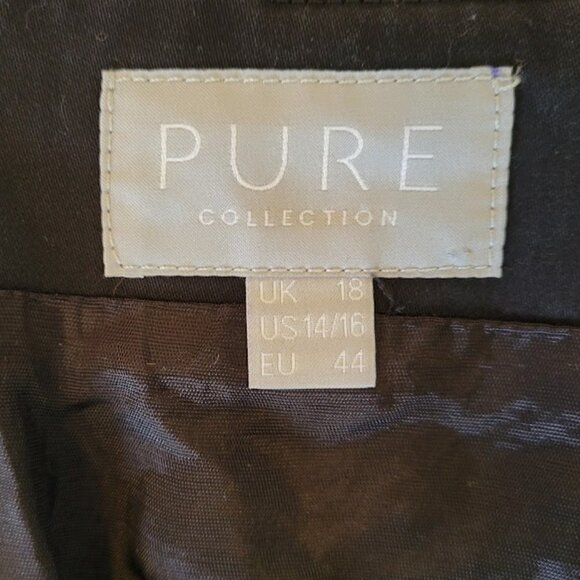 PURE
COLLECTION
UK 18
US 14/16
EU 44